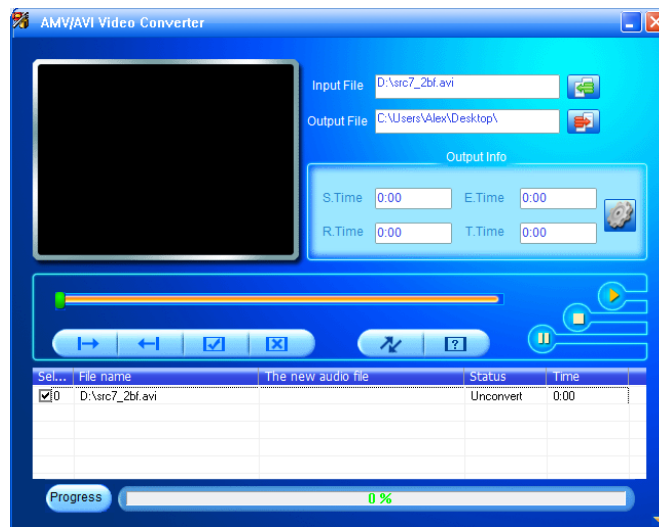 AMV/AVI Video Converter
Input File D:\src7_2bf.avi
Output File C:\Users\Alex\Desktop\
Output Info
S.Time 0:00 E.Time 0:00
R.Time 0:00 T.Time 0:00
Sel... File name The new audio file Status Time
0 D:\src7_2bf.avi Unconvert 0:00
Progress 0 %